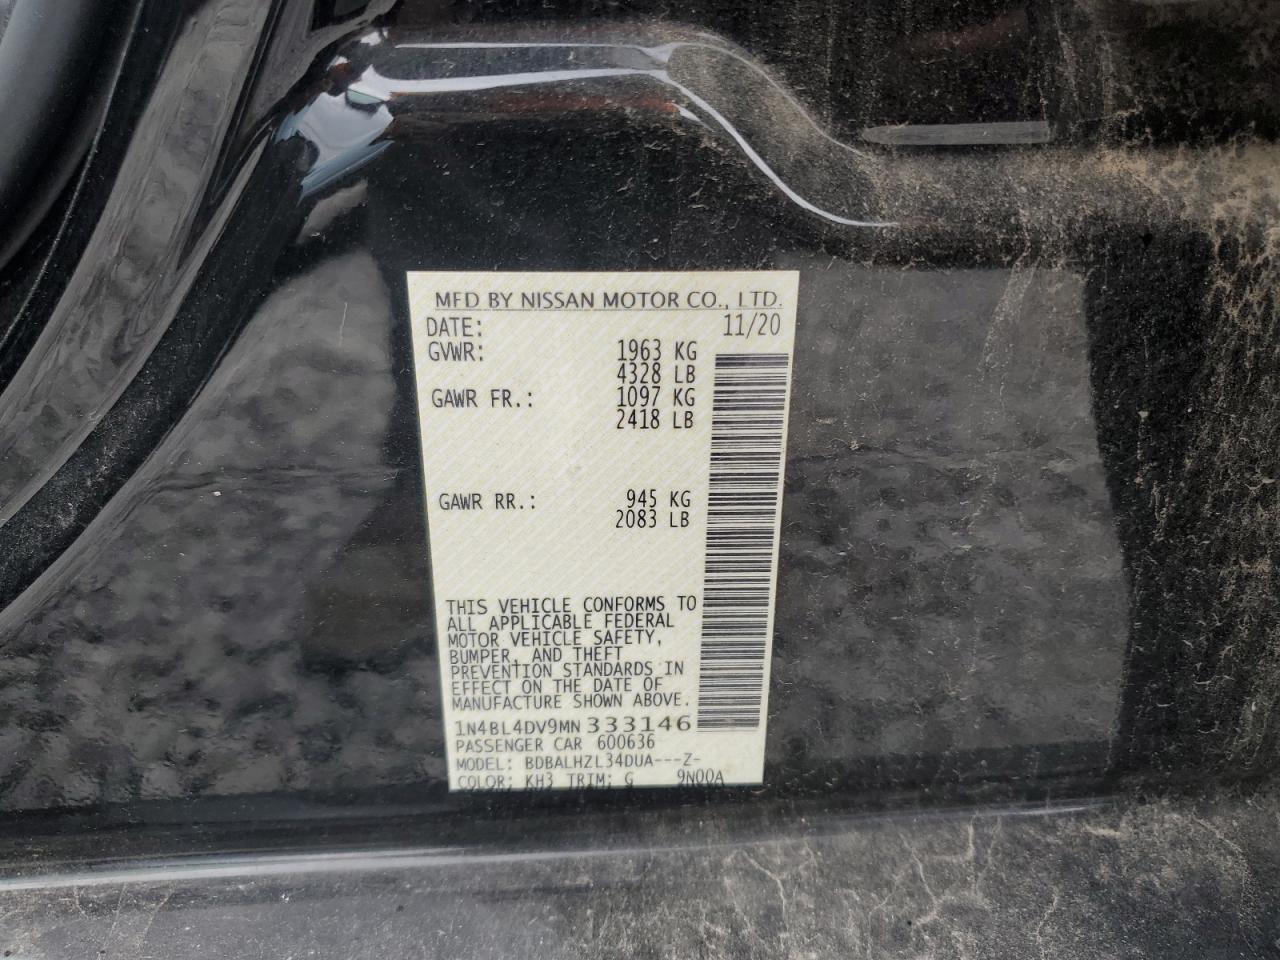 MFD BY NISSAN MOTOR CO., LTD.
DATE: 11/20
GVWR: 1963 KG
4328 LB
GAWR FR.: 1097 KG
2418 LB
GAWR RR.: 945 KG
2083 LB
THIS VEHICLE CONFORMS TO
ALL APPLICABLE FEDERAL
MOTOR VEHICLE SAFETY,
BUMPER, AND THEFT
PREVENTION STANDARDS IN
EFFECT ON THE DATE OF
MANUFACTURE SHOWN ABOVE.
1N4BL4DV9MN333146
PASSENGER CAR 600636
MODEL: BDBALHZL34DUA---Z-
COLOR: KH3 TRIM: G 9N00A